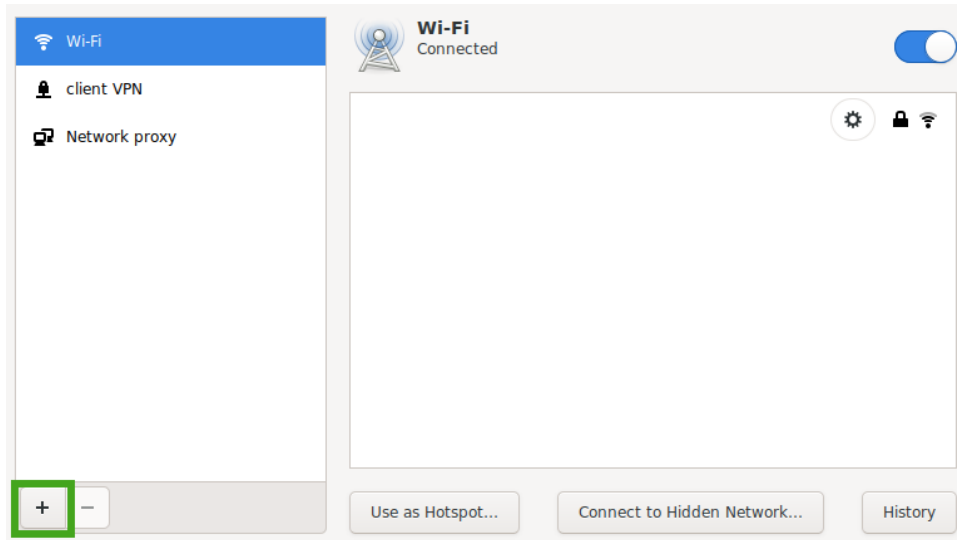 Wi-Fi
client VPN
Network proxy
+
−
Wi-Fi
Connected
Use as Hotspot...
Connect to Hidden Network...
History